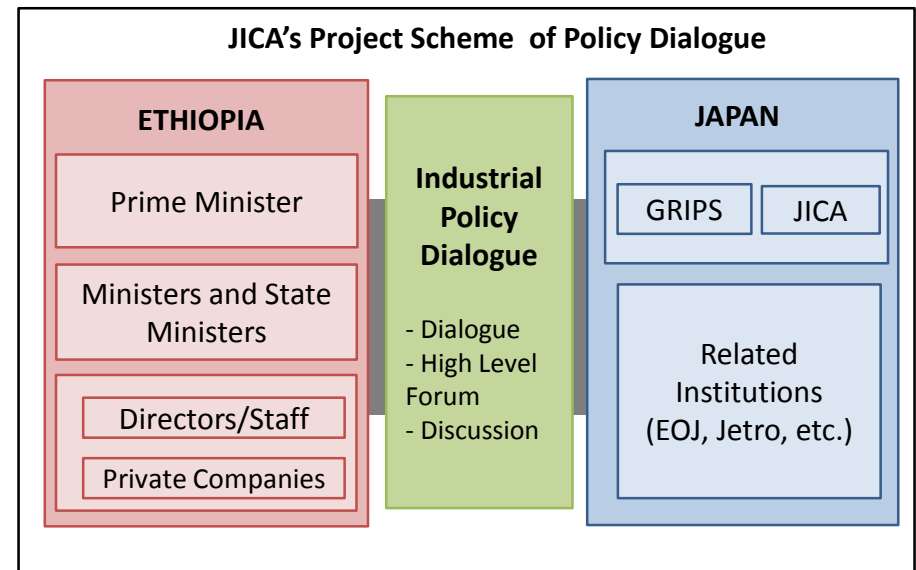 JICA's Project Scheme of Policy Dialogue
ETHIOPIA
Prime Minister
Ministers and State
Ministers
Directors/Staff
Private Companies
Industrial
Policy
Dialogue
- Dialogue
- High Level
Forum
- Discussion
JAPAN
GRIPS
JICA
Related
Institutions
(EOJ, Jetro, etc.)